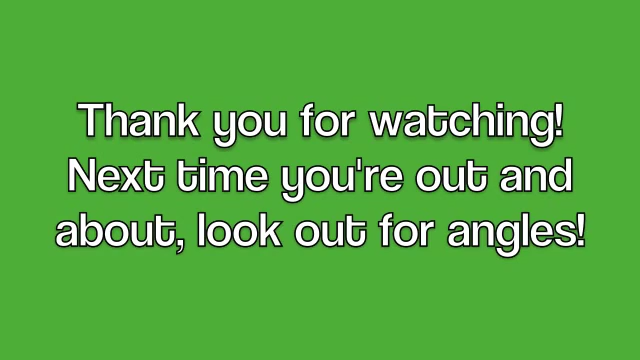 Thank you for watching!
Next time you're out and
about, look out for angles!